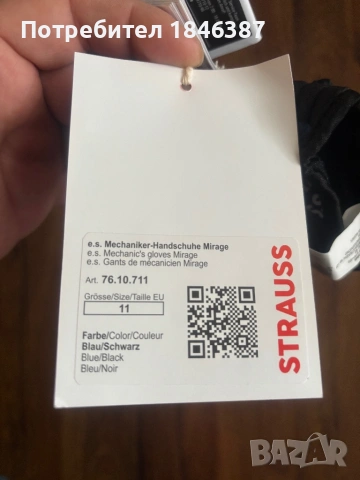 Потребител 1846387
e.s. Mechaniker-Handschuhe Mirage
e.s. Mechanic's gloves Mirage
e.s. Gants de mécanicien Mirage
Art. 76.10.711
Grösse/Size/Taille EU
11
Farbe/Color/Couleur
Blau/Schwarz
Blue/Black
Bleu/Noir
STRAUSS
BAZAR